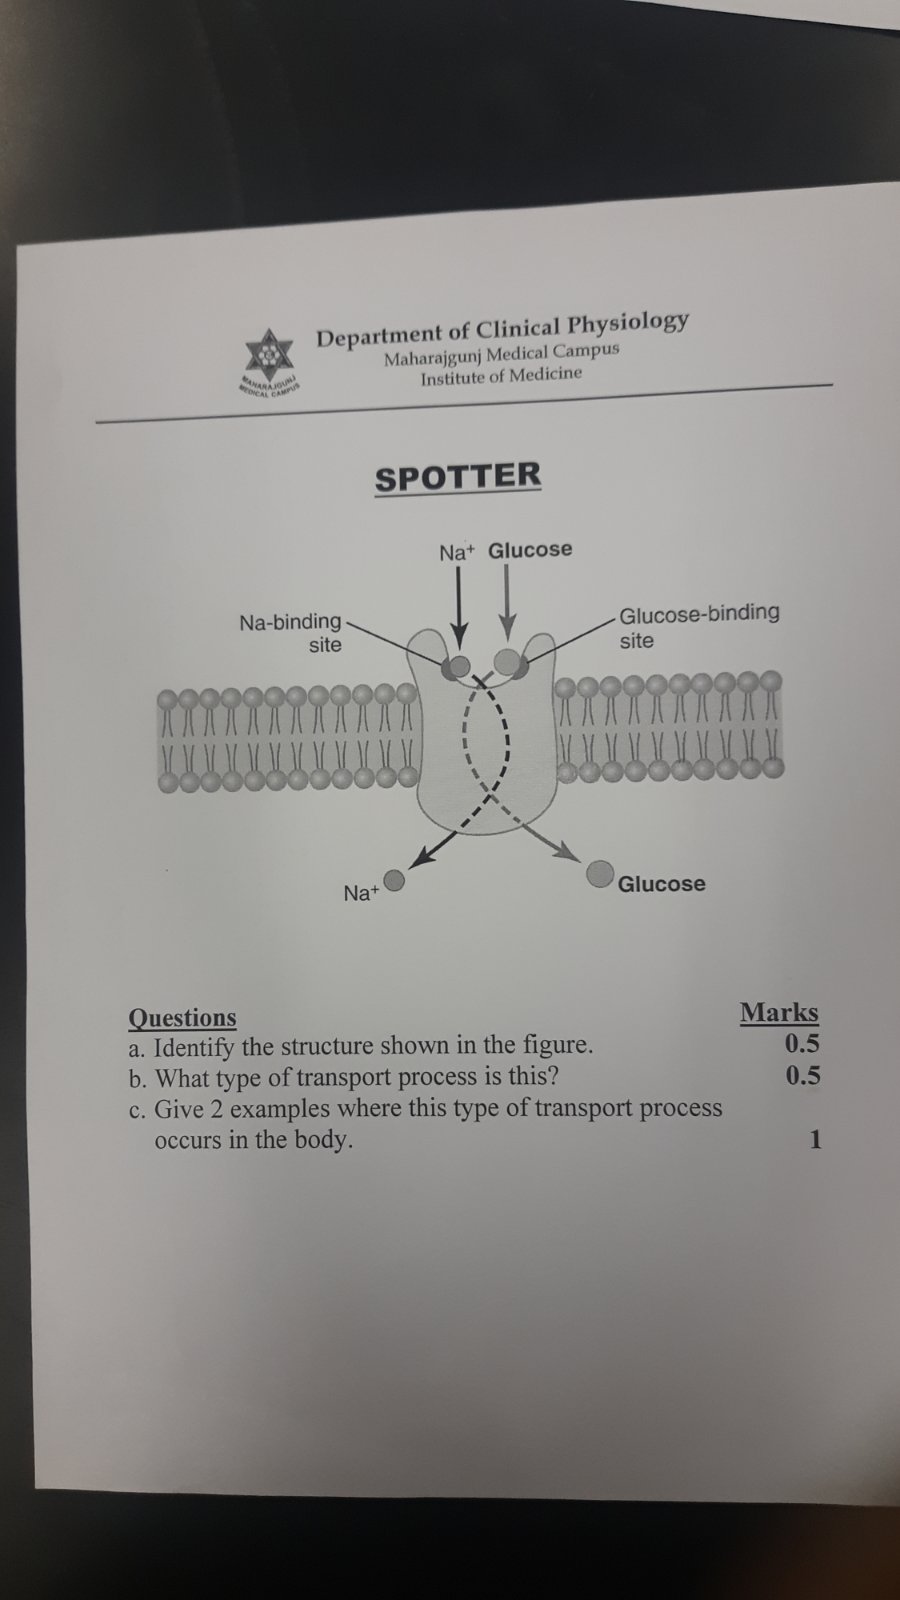 Department of Clinical Physiology
Maharajgunj Medical Campus
Institute of Medicine
MAHARAJGUNJ
MEDICAL CAMPUS
SPOTTER
Na+ Glucose
Na-binding
site
Glucose-binding
site
Na+
Glucose
Questions Marks
a. Identify the structure shown in the figure. 0.5
b. What type of transport process is this? 0.5
c. Give 2 examples where this type of transport process
occurs in the body. 1